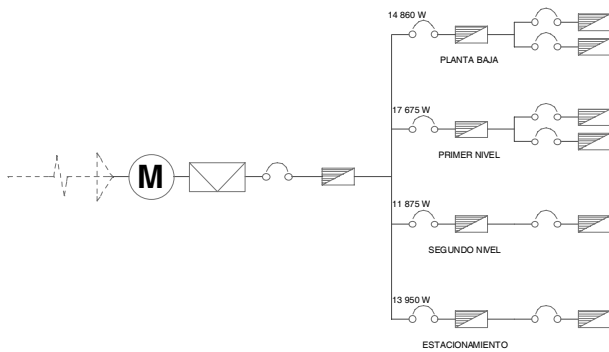 14 860 W
PLANTA BAJA
17 675 W
PRIMER NIVEL
M
11 875 W
SEGUNDO NIVEL
13 950 W
ESTACIONAMIENTO